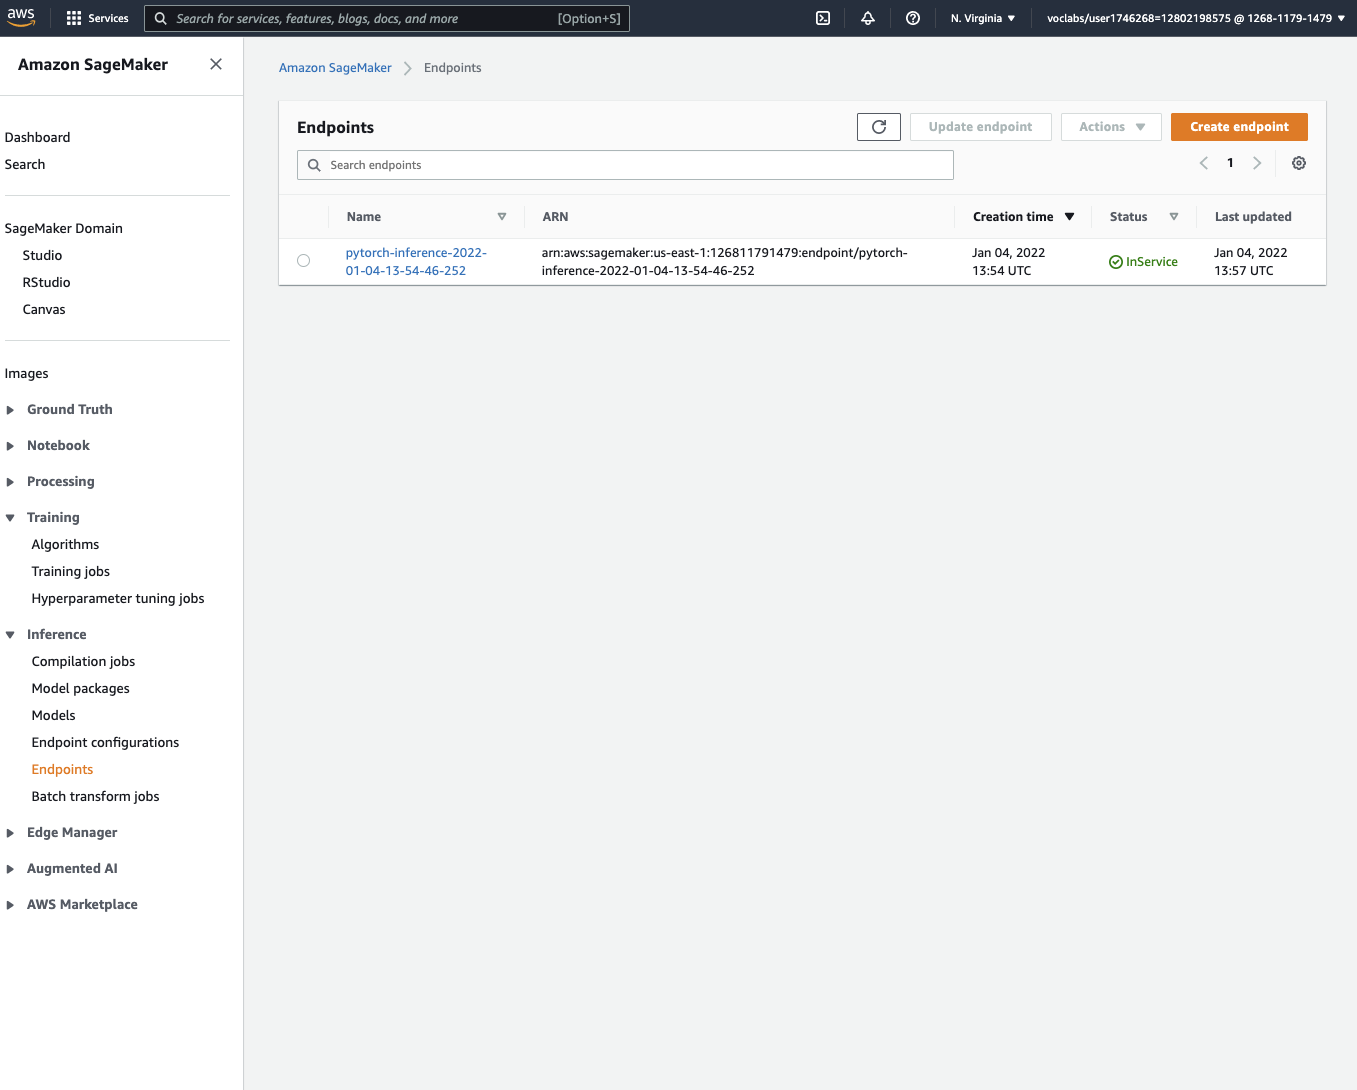 aws
Services
Search for services, features, blogs, docs, and more
[Option+S]
N. Virginia
voclabs/user1746268=12802198575 @ 1268-1179-1479
Amazon SageMaker
Dashboard
Search
SageMaker Domain
Studio
RStudio
Canvas
Images
Ground Truth
Notebook
Processing
Training
Algorithms
Training jobs
Hyperparameter tuning jobs
Inference
Compilation jobs
Model packages
Models
Endpoint configurations
Endpoints
Batch transform jobs
Edge Manager
Augmented AI
AWS Marketplace
Amazon SageMaker
Endpoints
Endpoints
Update endpoint
Actions
Create endpoint
Search endpoints
1
Name
ARN
Creation time
Status
Last updated
pytorch-inference-2022-
01-04-13-54-46-252
arn:aws:sagemaker:us-east-1:126811791479:endpoint/pytorch-
inference-2022-01-04-13-54-46-252
Jan 04, 2022
13:54 UTC
InService
Jan 04, 2022
13:57 UTC